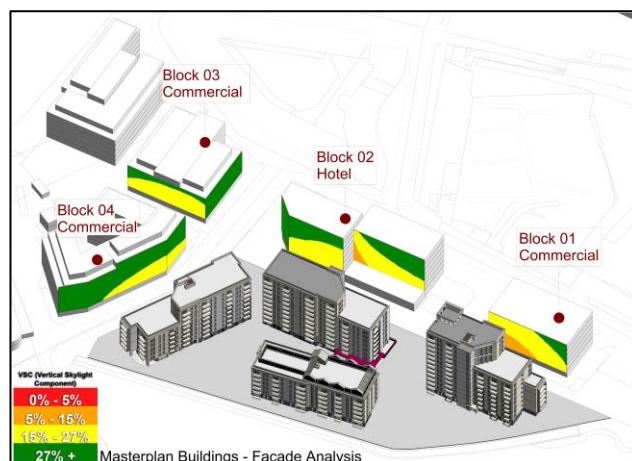 Block 03
Commercial
Block 02
Hotel
Block 04
Commercial
Block 01
Commercial
VSC (Vertical Skylight
Component)
0% - 5%
5% - 15%
15% - 27%
27% +
Masterplan Buildings - Facade Analysis